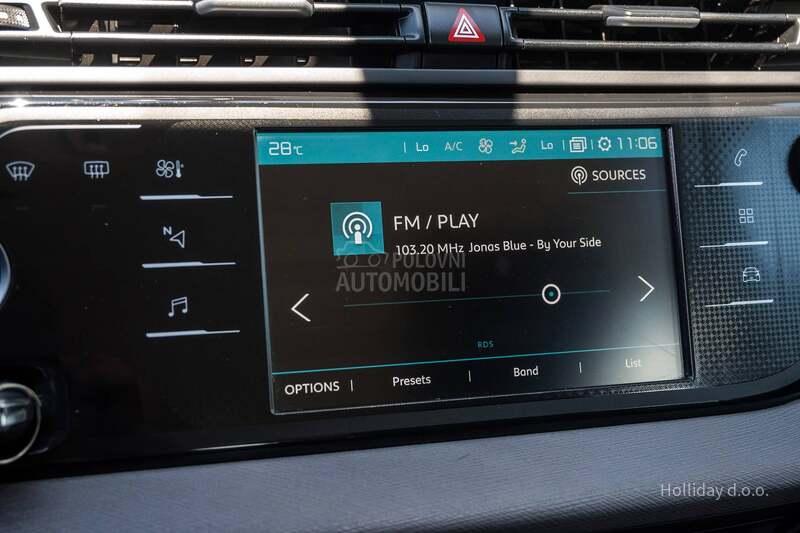 28°C | Lo A/C Lo | | 11:06
SOURCES
FM / PLAY
103.20 MHz Jonas Blue - By Your Side
POLOVNI
AUTOMOBILI
N
RDS
OPTIONS | Presets | Band | List
Holliday d.o.o.